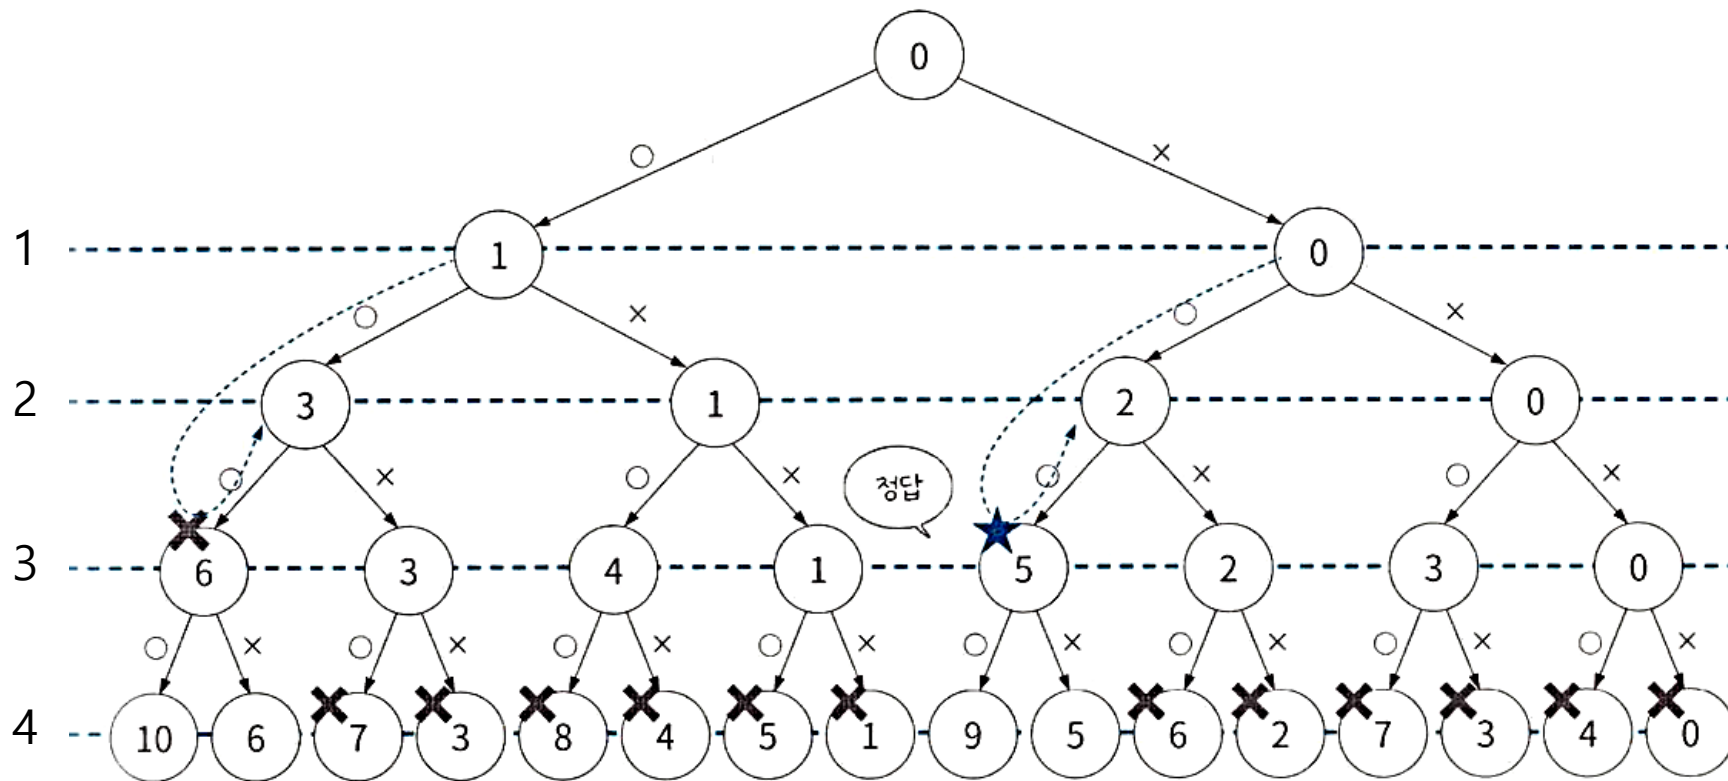 0
○ ×
1 1 0
○ × ○ ×
2 3 1 2 0
○ × ○ × 정답 ○ × ○ ×
3 6 3 4 1 5 2 3 0
○ × ○ × ○ × ○ × ○ × ○ × ○ × ○ ×
4 10 6 7 3 8 4 5 1 9 5 6 2 7 3 4 0